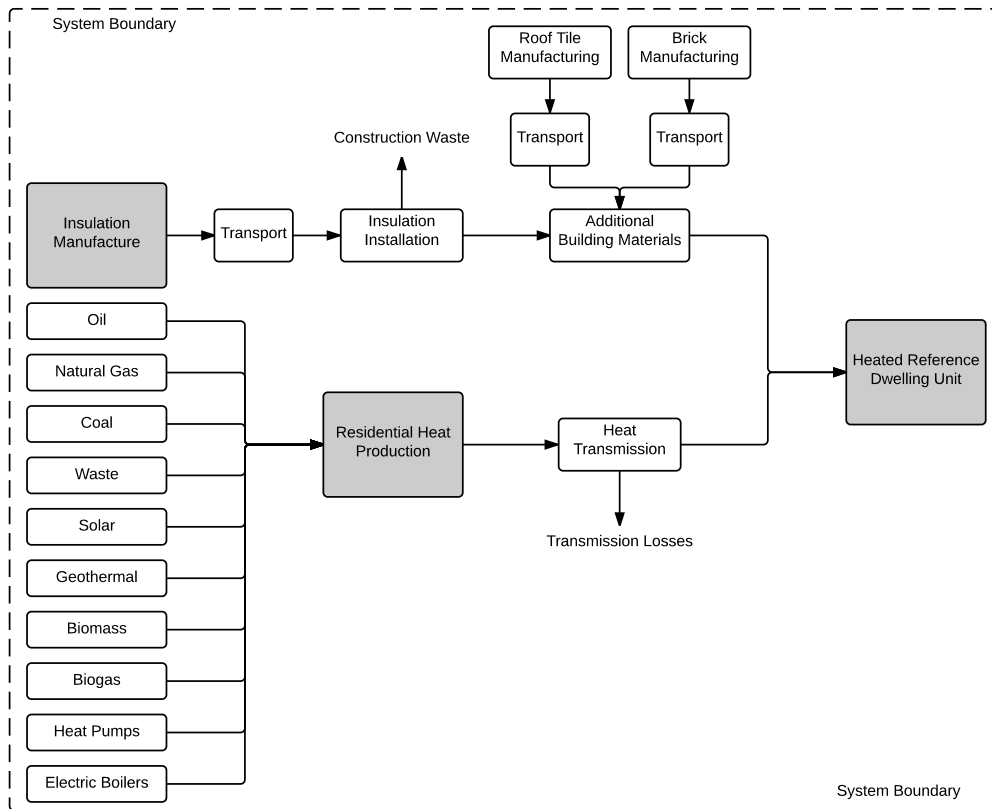 System Boundary
Roof Tile
Manufacturing
Brick
Manufacturing
Construction Waste
Transport
Transport
Insulation
Manufacture
Transport
Insulation
Installation
Additional
Building Materials
Oil
Natural Gas
Coal
Waste
Solar
Geothermal
Biomass
Biogas
Heat Pumps
Electric Boilers
Residential Heat
Production
Heat
Transmission
Transmission Losses
Heated Reference
Dwelling Unit
System Boundary